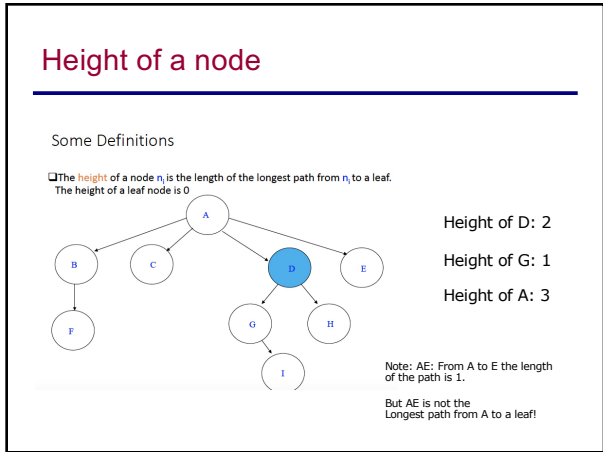 Height of a node
Some Definitions
❑The height of a node nᵢ is the length of the longest path from nᵢ to a leaf.
The height of a leaf node is 0
A
B
C
D
E
F
G
H
I
Height of D: 2
Height of G: 1
Height of A: 3
Note: AE: From A to E the length
of the path is 1.
But AE is not the
Longest path from A to a leaf!